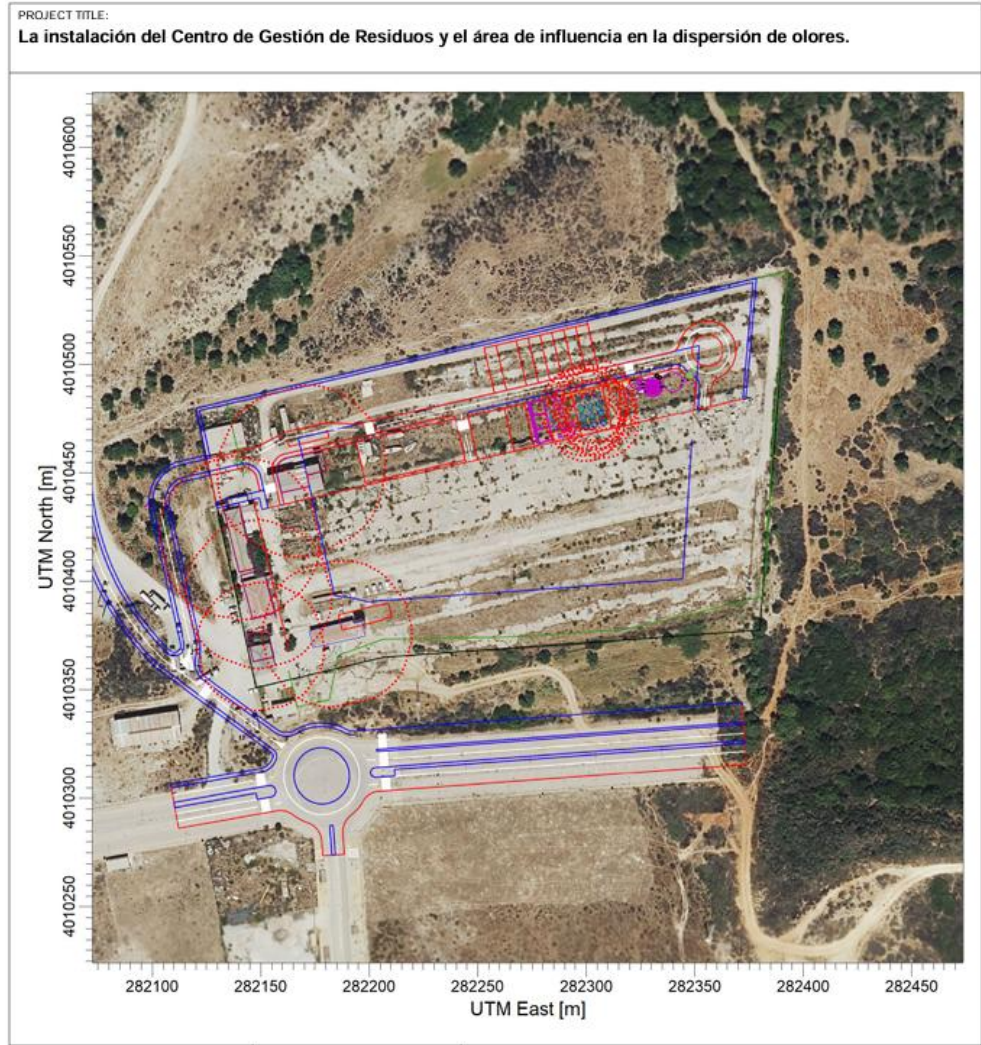 PROJECT TITLE:
La instalación del Centro de Gestión de Residuos y el área de influencia en la dispersión de olores.
UTM North [m]
4010600
4010550
4010500
4010450
4010400
4010350
4010300
4010250
282100 282150 282200 282250 282300 282350 282400 282450
UTM East [m]